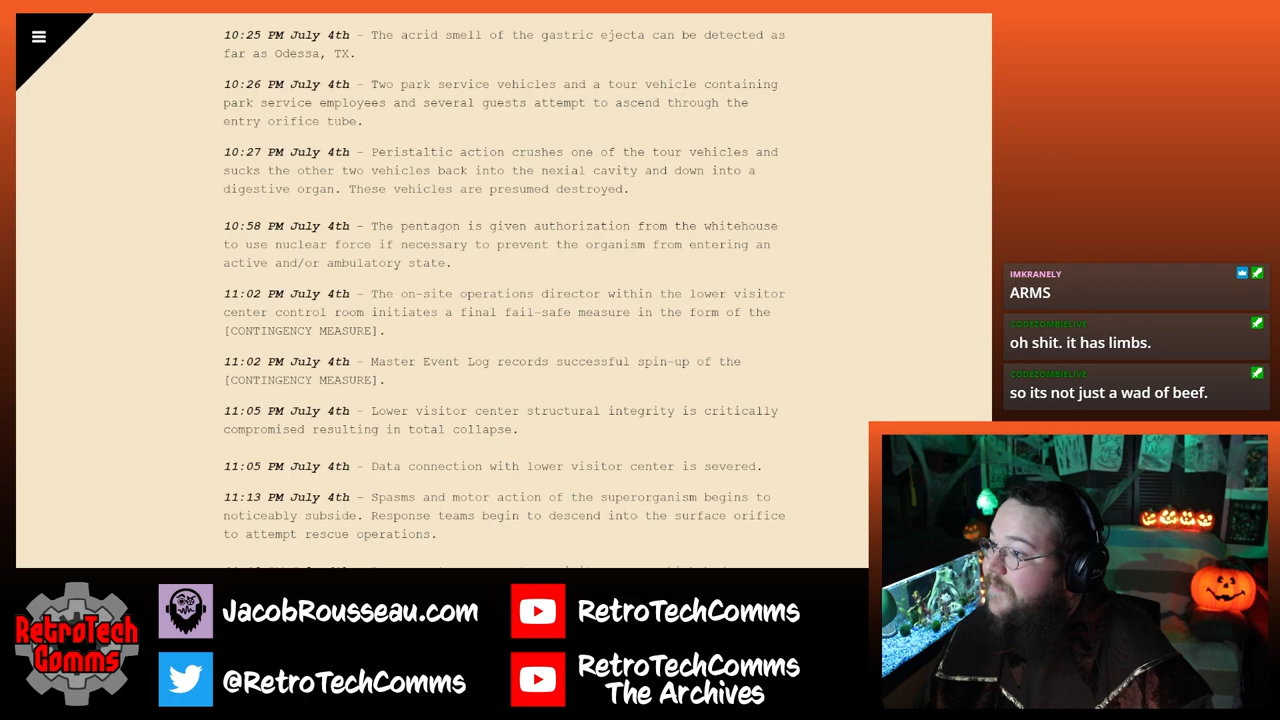 10:25 PM July 4th – The acrid smell of the gastric ejecta can be detected as
far as Odessa, TX.
10:26 PM July 4th – Two park service vehicles and a tour vehicle containing
park service employees and several guests attempt to ascend through the
entry orifice tube.
10:27 PM July 4th – Peristaltic action crushes one of the tour vehicles and
sucks the other two vehicles back into the nexial cavity and down into a
digestive organ. These vehicles are presumed destroyed.
10:58 PM July 4th – The pentagon is given authorization from the whitehouse
to use nuclear force if necessary to prevent the organism from entering an
active and/or ambulatory state.
11:02 PM July 4th – The on-site operations director within the lower visitor
center control room initiates a final fail-safe measure in the form of the
[CONTINGENCY MEASURE].
11:02 PM July 4th – Master Event Log records successful spin-up of the
[CONTINGENCY MEASURE].
11:05 PM July 4th – Lower visitor center structural integrity is critically
compromised resulting in total collapse.
11:05 PM July 4th – Data connection with lower visitor center is severed.
11:13 PM July 4th – Spasms and motor action of the superorganism begins to
noticeably subside. Response teams begin to descend into the surface orifice
to attempt rescue operations.
IMKRANELY
ARMS
CODEZOMBIELIVE
oh shit. it has limbs.
CODEZOMBIELIVE
so its not just a wad of beef.
RetroTech
Comms
JacobRousseau.com
@RetroTechComms
RetroTechComms
RetroTechComms
The Archives